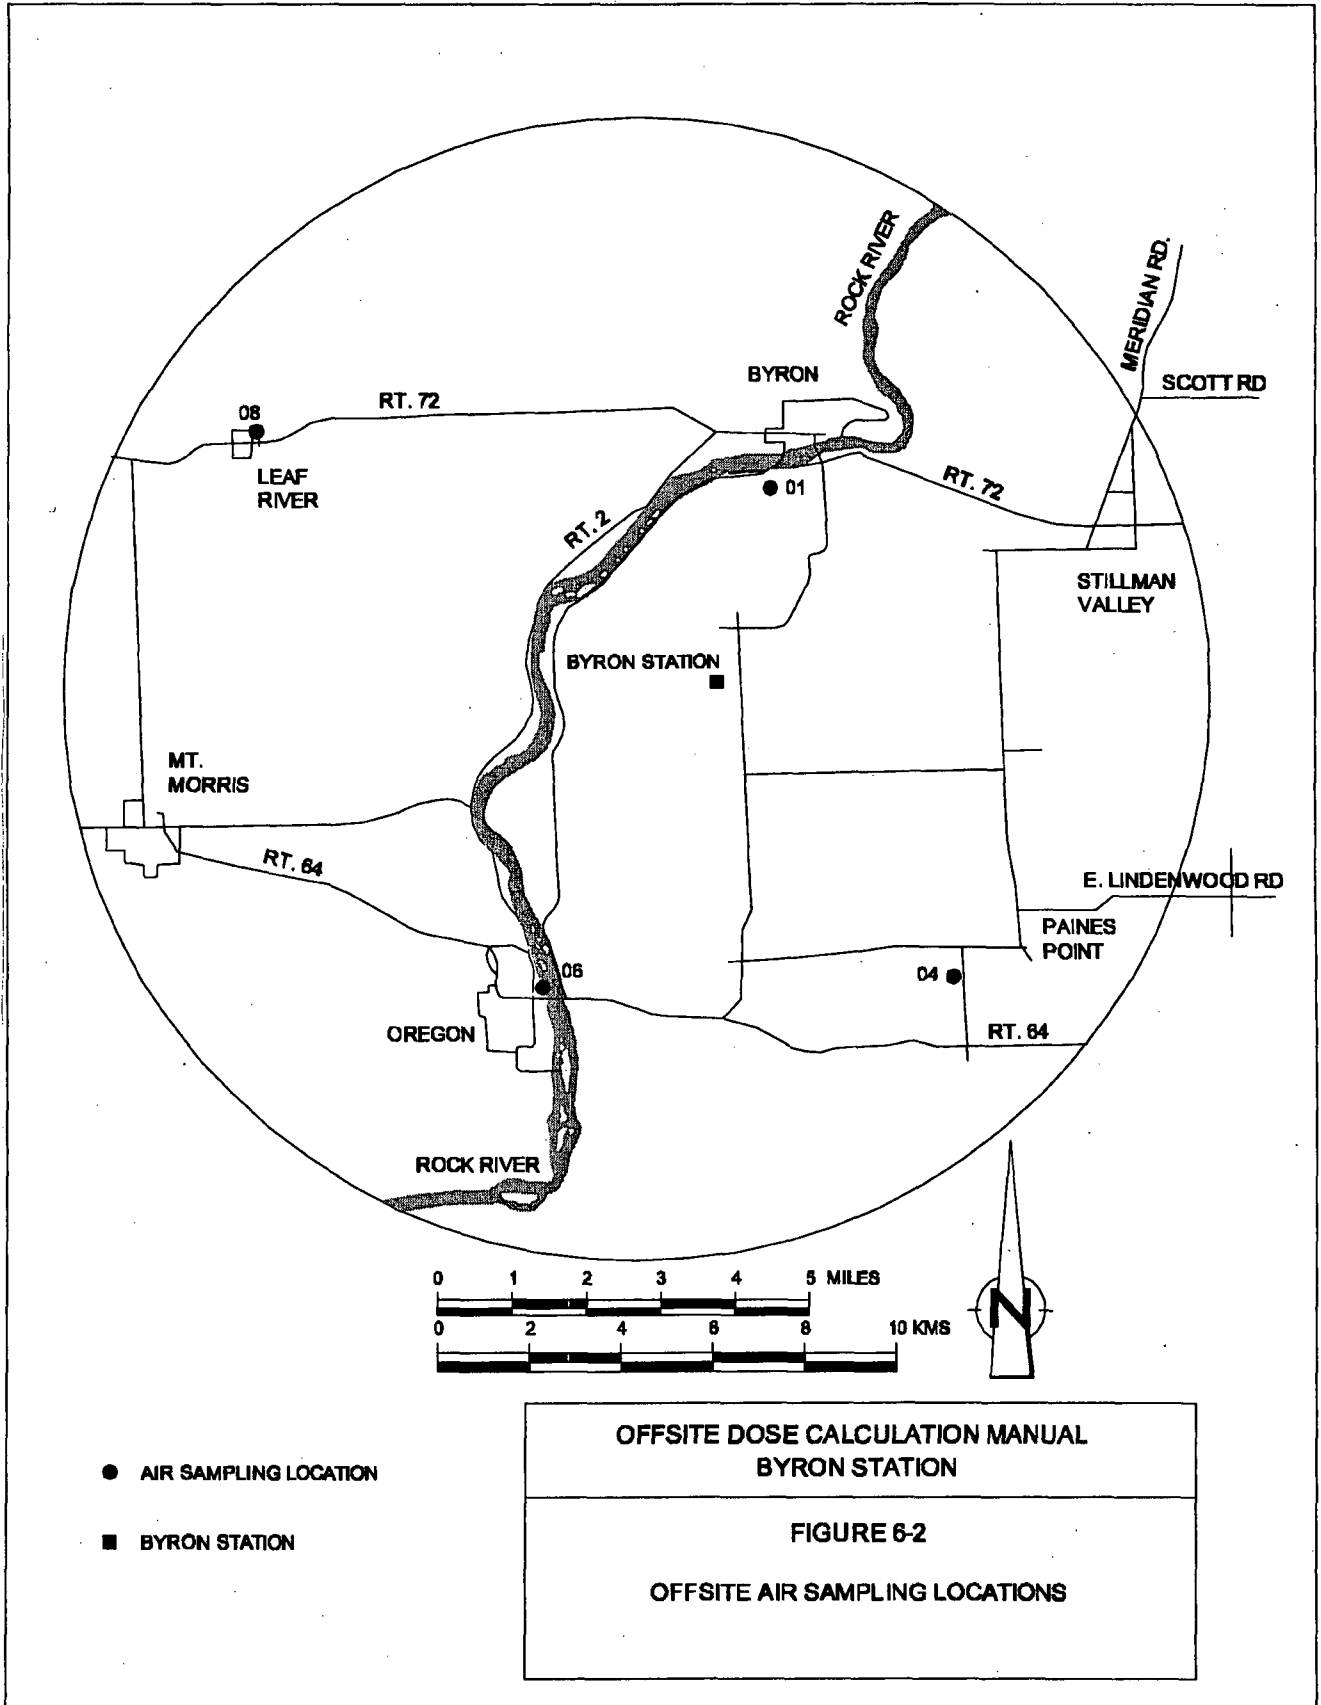 ROCK RIVER
MERIDIAN RD.
BYRON
SCOTT RD
RT. 72
08
LEAF
RIVER
01
RT. 72
RT. 2
STILLMAN
VALLEY
BYRON STATION
MT.
MORRIS
RT. 64
E. LINDENWOOD RD
PAINES
POINT
06
04
OREGON
RT. 64
ROCK RIVER
0 1 2 3 4 5 MILES
0 2 4 6 8 10 KMS
N
OFFSITE DOSE CALCULATION MANUAL
BYRON STATION
AIR SAMPLING LOCATION
FIGURE 6-2
BYRON STATION
OFFSITE AIR SAMPLING LOCATIONS